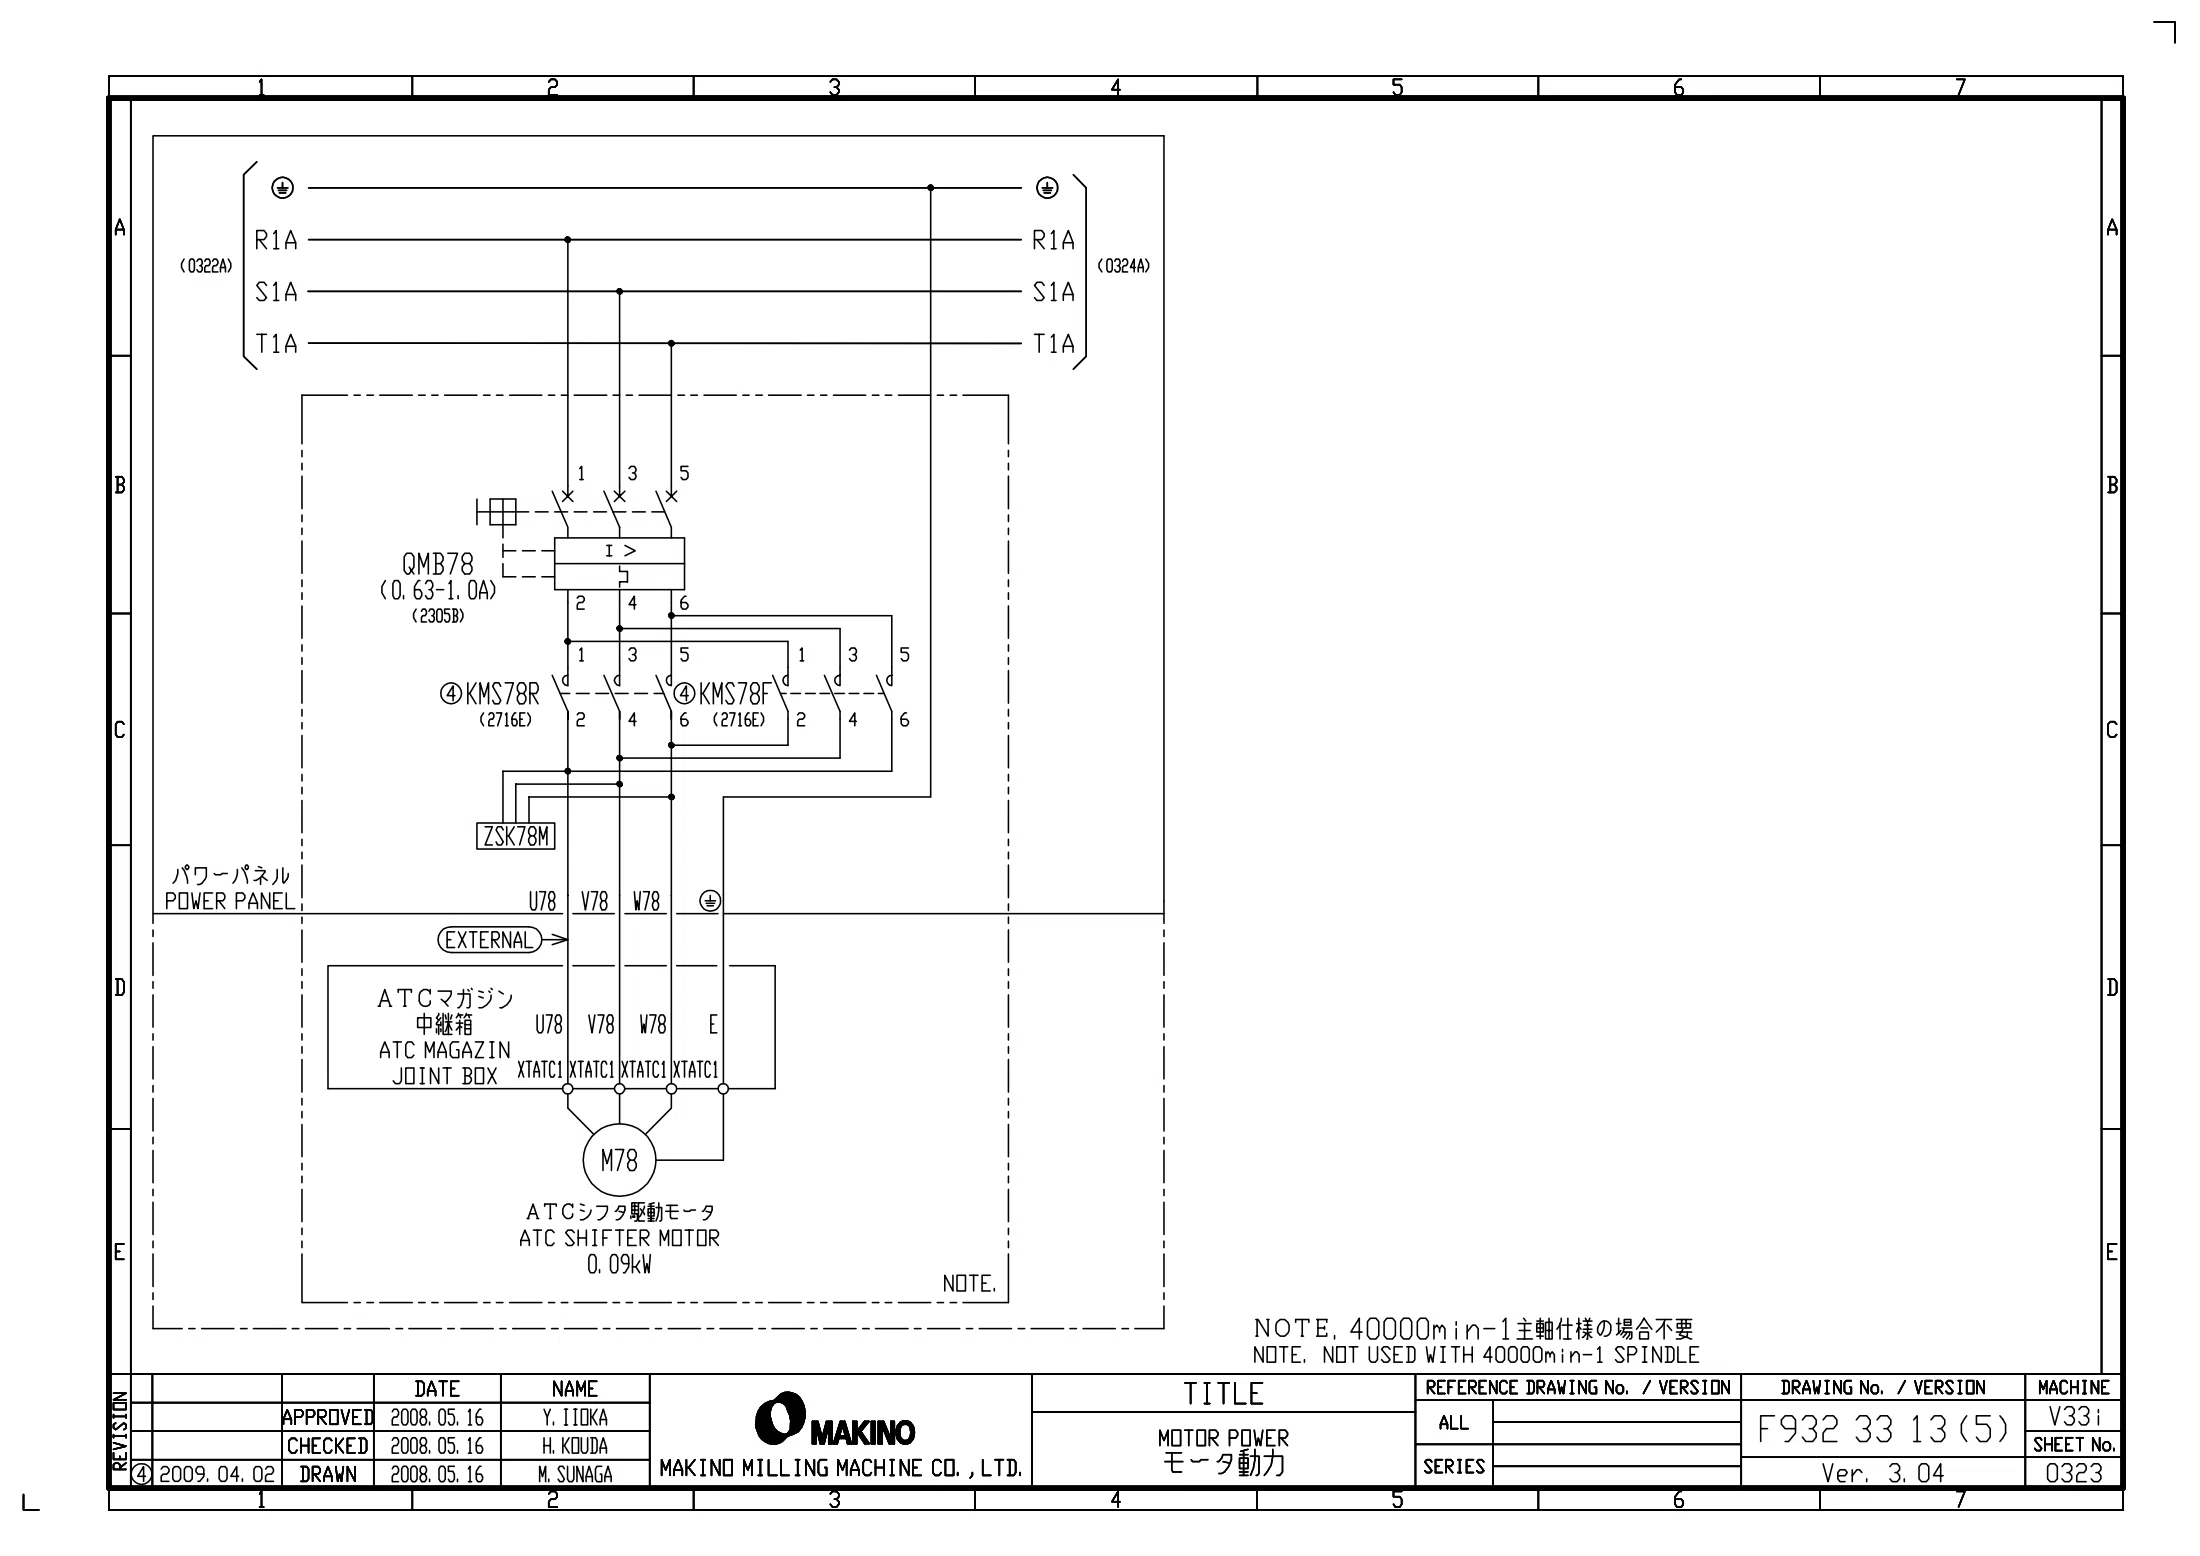 1 2 3 4 5 6 7
A A
R1A R1A
(0322A) (0324A)
S1A S1A
T1A T1A
B B
1 3 5
I >
QMB78
(0.63-1.0A)
(2305B)
2 4 6
1 3 5 1 3 5
④KMS78R ④KMS78F
(2716E) (2716E)
2 4 6 2 4 6
C C
ZSK78M
パワーパネル
POWER PANEL
U78 V78 W78
EXTERNAL
D D
ATCマガジン
中継箱
ATC MAGAZIN
JOINT BOX
U78 V78 W78 E
XTATC1 XTATC1 XTATC1 XTATC1
M78
ATCシフタ駆動モータ
ATC SHIFTER MOTOR
0.09kW
E E
NOTE.
NOTE. 40000min-1主軸仕様の場合不要
NOTE. NOT USED WITH 40000min-1 SPINDLE
REVISION
DATE NAME
APPROVED 2008.05.16 Y. IIOKA
CHECKED 2008.05.16 H. KOUDA
④ 2009.04.02 DRAWN 2008.05.16 M. SUNAGA
MAKINO
MAKINO MILLING MACHINE CO.,LTD.
TITLE
MOTOR POWER
モータ動力
REFERENCE DRAWING No. / VERSION
ALL
SERIES
DRAWING No. / VERSION
F932 33 13(5)
Ver. 3.04
MACHINE
V33i
SHEET No.
0323
1 2 3 4 5 6 7